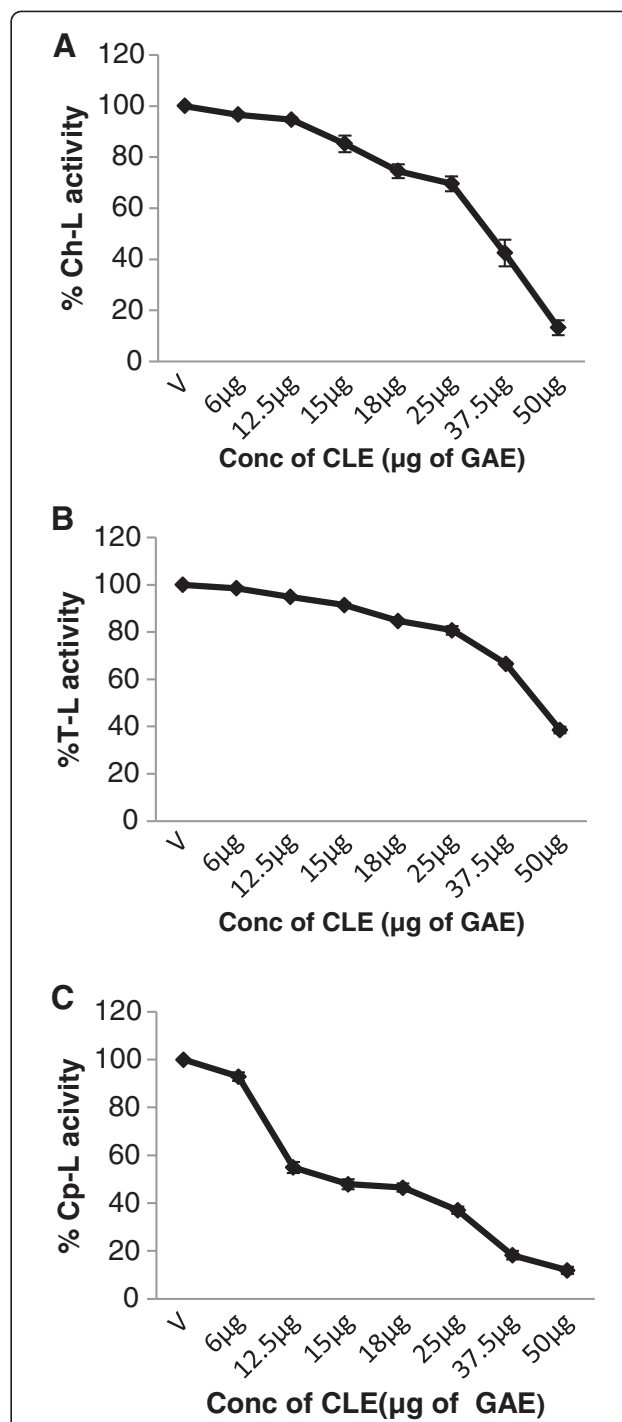 A
120
100
80
60
40
20
0
% Ch-L activity
V
6µg
12.5µg
15µg
18µg
25µg
37.5µg
50µg
Conc of CLE (µg of GAE)
B
120
100
80
60
40
20
0
%T-L activity
V
6µg
12.5µg
15µg
18µg
25µg
37.5µg
50µg
Conc of CLE (µg of GAE)
C
120
100
80
60
40
20
0
% Cp-L acivity
V
6µg
12.5µg
15µg
18µg
25µg
37.5µg
50µg
Conc of CLE(µg of GAE)